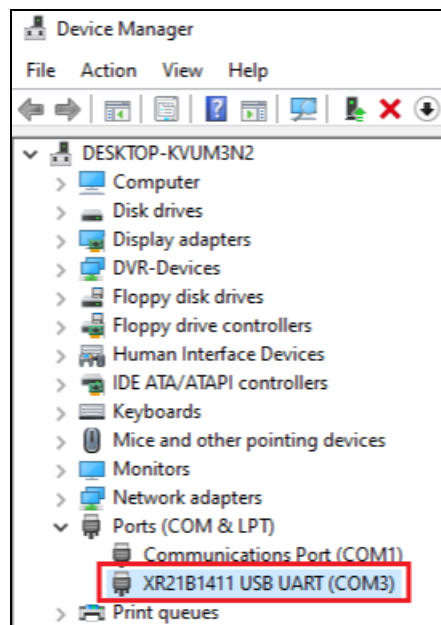 Device Manager
File Action View Help
DESKTOP-KVUM3N2
Computer
Disk drives
Display adapters
DVR-Devices
Floppy disk drives
Floppy drive controllers
Human Interface Devices
IDE ATA/ATAPI controllers
Keyboards
Mice and other pointing devices
Monitors
Network adapters
Ports (COM & LPT)
Communications Port (COM1)
XR21B1411 USB UART (COM3)
Print queues